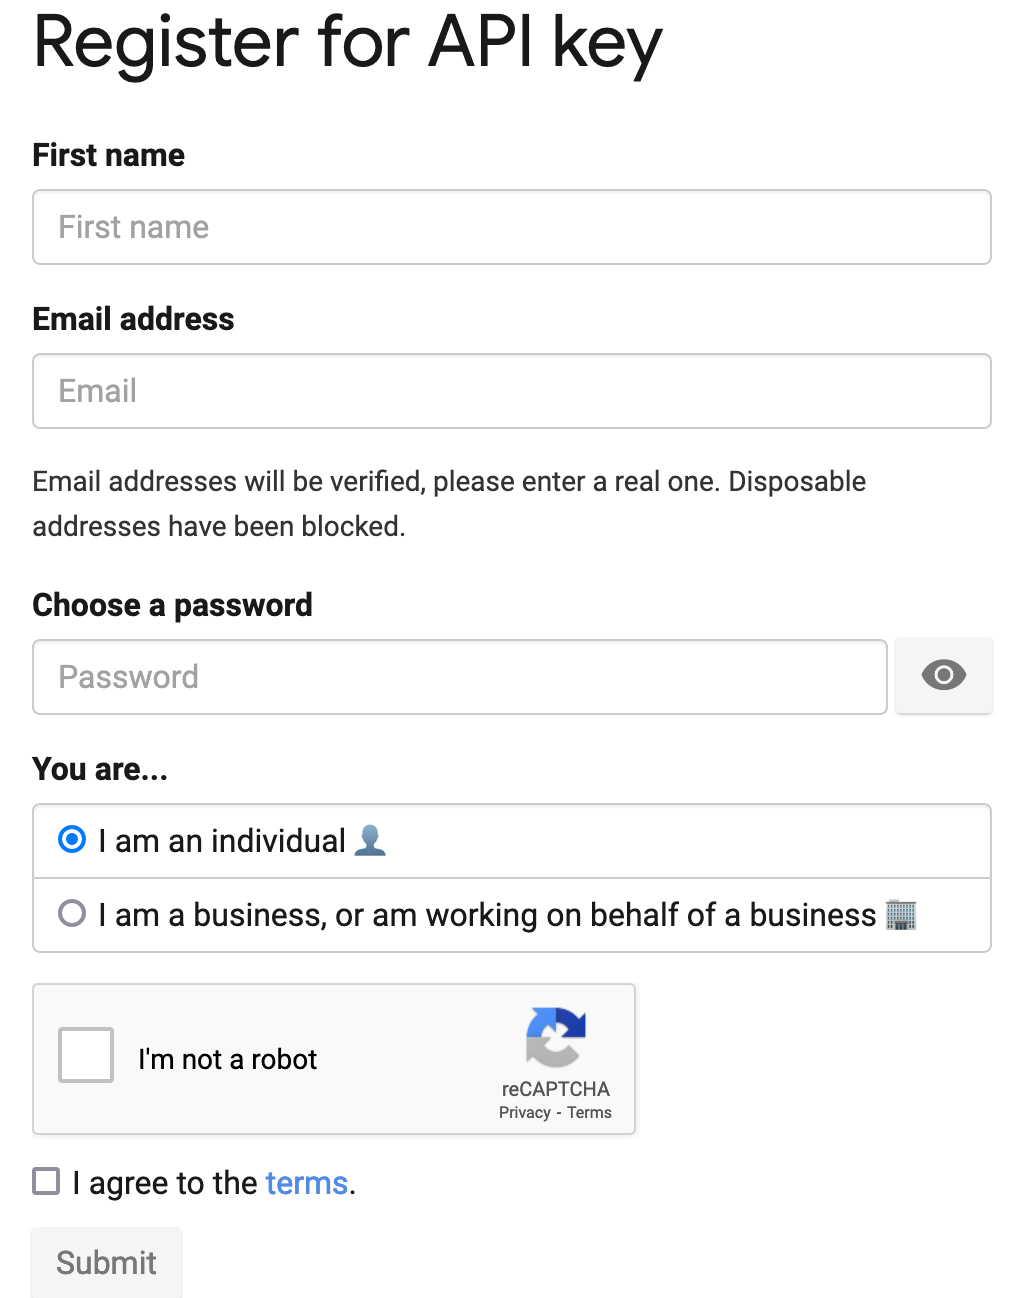 Register for API key
First name
First name
Email address
Email
Email addresses will be verified, please enter a real one. Disposable
addresses have been blocked.
Choose a password
Password
You are...
I am an individual 👤
I am a business, or am working on behalf of a business 🏢
I'm not a robot
reCAPTCHA
Privacy - Terms
I agree to the terms.
Submit